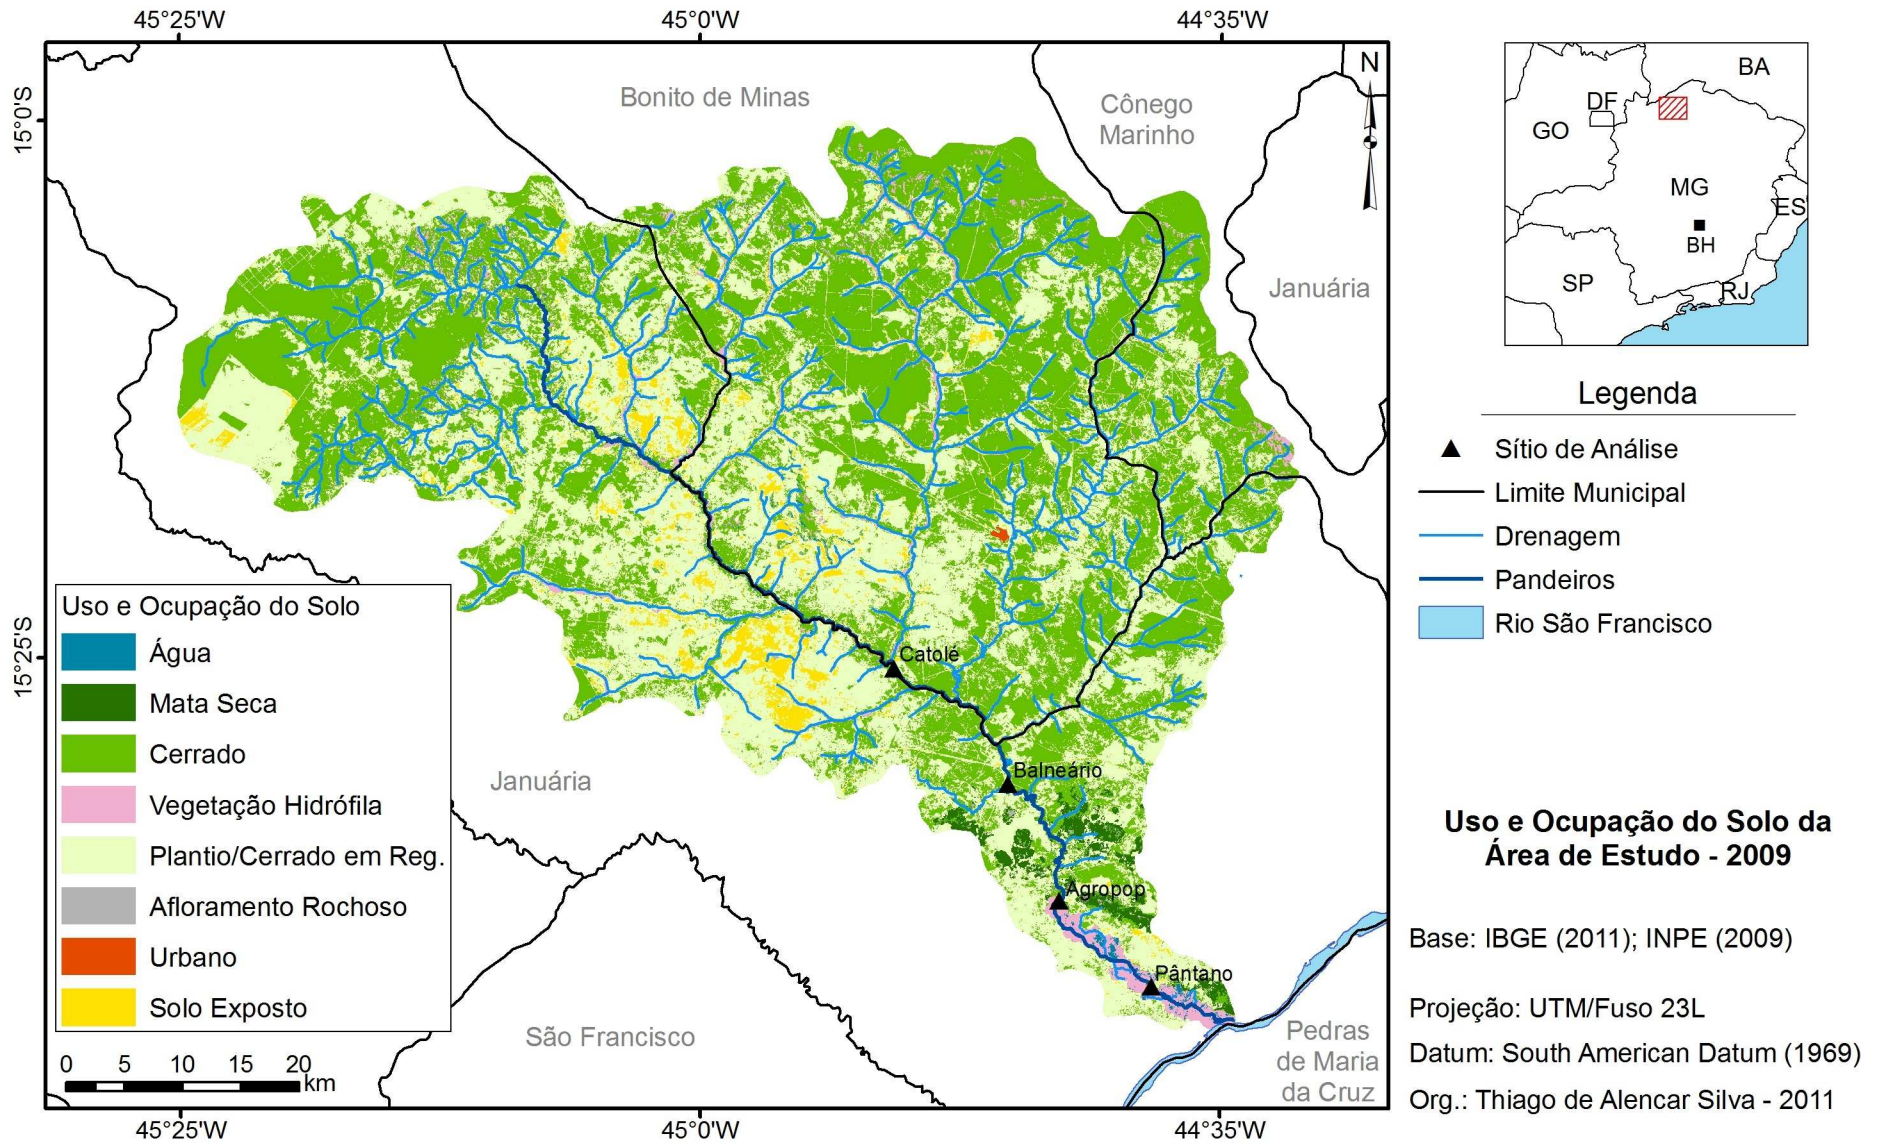 45°25'W
45°0'W
44°35'W
15°0'S
15°25'S
Bonito de Minas
Cônego
Marinho
Januária
N
Catolé
Balneário
Agropop
Pântano
Januária
São Francisco
Pedras
de Maria
da Cruz
Uso e Ocupação do Solo
Água
Mata Seca
Cerrado
Vegetação Hidrófila
Plantio/Cerrado em Reg.
Afloramento Rochoso
Urbano
Solo Exposto
0 5 10 15 20
km
45°25'W
45°0'W
44°35'W
BA
DF
GO
MG
ES
BH
SP
RJ
Legenda
Sítio de Análise
Limite Municipal
Drenagem
Pandeiros
Rio São Francisco
Uso e Ocupação do Solo da
Área de Estudo - 2009
Base: IBGE (2011); INPE (2009)
Projeção: UTM/Fuso 23L
Datum: South American Datum (1969)
Org.: Thiago de Alencar Silva - 2011